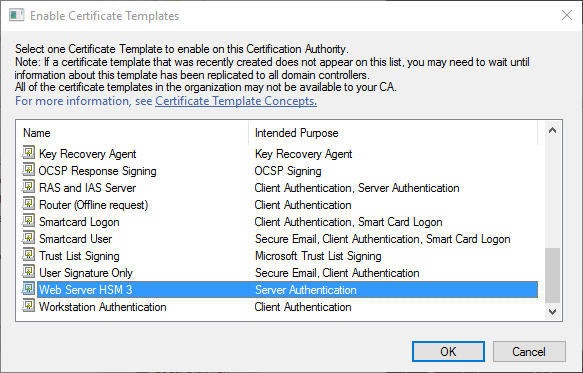 Enable Certificate Templates
Select one Certificate Template to enable on this Certification Authority.
Note: If a certificate template that was recently created does not appear on this list, you may need to wait until
information about this template has been replicated to all domain controllers.
All of the certificate templates in the organization may not be available to your CA.
For more information, see Certificate Template Concepts.
Name Intended Purpose
Key Recovery Agent Key Recovery Agent
OCSP Response Signing OCSP Signing
RAS and IAS Server Client Authentication, Server Authentication
Router (Offline request) Client Authentication
Smartcard Logon Client Authentication, Smart Card Logon
Smartcard User Secure Email, Client Authentication, Smart Card Logon
Trust List Signing Microsoft Trust List Signing
User Signature Only Secure Email, Client Authentication
Web Server HSM 3 Server Authentication
Workstation Authentication Client Authentication
OK Cancel